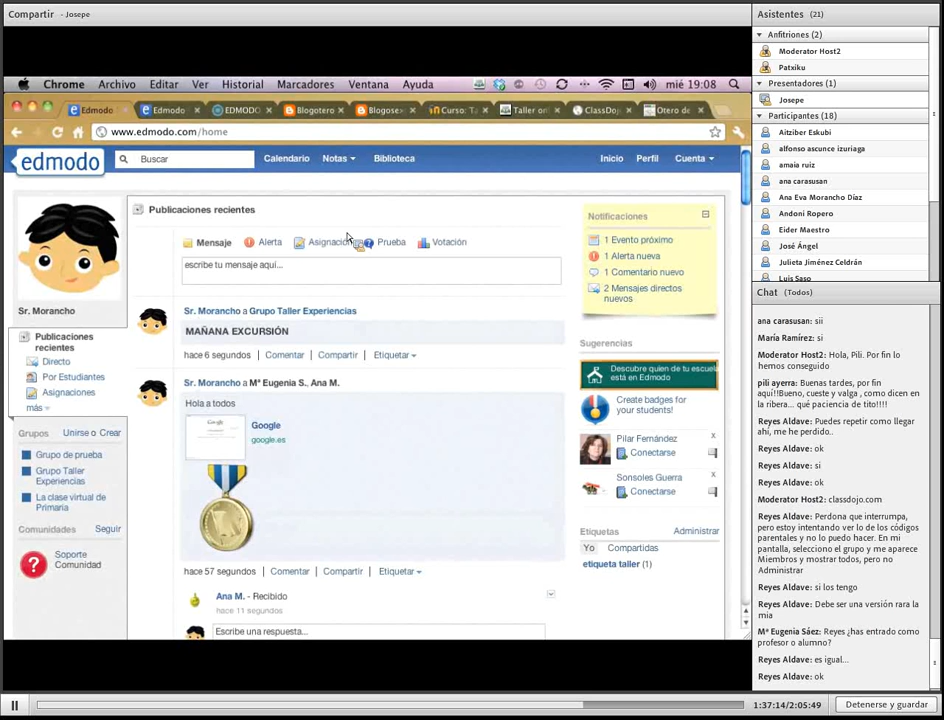 Compartir - Josepe
Chrome Archivo Editar Ver Historial Marcadores Ventana Ayuda mié 19:08
Edmodo Edmodo EDMODO Blogotero Blogose Curso: T Taller on ClassDo Otero de
www.edmodo.com/home
edmodo Buscar Calendario Notas Biblioteca Inicio Perfil Cuenta
Sr. Morancho
Publicaciones
recientes
Directo
Por Estudiantes
Asignaciones
más
Grupos Unirse o Crear
Grupo de prueba
Grupo Taller
Experiencias
La clase virtual de
Primaria
Comunidades Seguir
Soporte
Comunidad
Publicaciones recientes
Mensaje Alerta Asignación Prueba Votación
escribe tu mensaje aquí...
Sr. Morancho a Grupo Taller Experiencias
MAÑANA EXCURSIÓN
hace 6 segundos Comentar Compartir Etiquetar
Sr. Morancho a Mª Eugenia S., Ana M.
Hola a todos
Google
google.es
hace 57 segundos Comentar Compartir Etiquetar
Ana M. - Recibido
hace 11 segundos
Escribe una respuesta...
Notificaciones
1 Evento próximo
1 Alerta nueva
1 Comentario nuevo
2 Mensajes directos
nuevos
Sugerencias
Descubre quien de tu escuela
está en Edmodo
Create badges for
your students!
Pilar Fernández x
Conectarse
Sonsoles Guerra x
Conectarse
Etiquetas Administrar
Yo Compartidas
etiqueta taller (1)
Asistentes (21)
Anfitriones (2)
Moderator Host2
Patxiku
Presentadores (1)
Josepe
Participantes (18)
Aitziber Eskubi
alfonso ascunce izuriaga
amaia ruiz
ana carasusan
Ana Eva Morancho Díaz
Andoni Ropero
Eider Maestro
José Ángel
Julieta Jiménez Celdrán
Luis Saso
Chat (Todos)
ana carasusan: sii
María Ramírez: si
Moderator Host2: Hola, Pili. Por fin lo
hemos conseguido
pili ayerra: Buenas tardes, por fin
aquí!!Bueno, cueste y valga , como dicen en
la ribera... qué paciencia de tito!!!!
Reyes Aldave: Puedes repetir como llegar
ahi, me he perdido..
Reyes Aldave: ok
Reyes Aldave: si
Reyes Aldave: ok
Moderator Host2: classdojo.com
Reyes Aldave: Perdona que interrumpa,
pero estoy intentando ver lo de los códigos
parentales y no lo puedo hacer. En mi
pantalla, selecciono el grupo y me aparece
Miembros y mostrar todos, pero no
Administrar
Reyes Aldave: si los tengo
Reyes Aldave: Debe ser una versión rara la
mia
Mª Eugenia Sáez: Reyes ¿has entrado como
profesor o alumno?
Reyes Aldave: es igual...
Reyes Aldave: ok
1:37:14/2:05:49 Detenerse y guardar